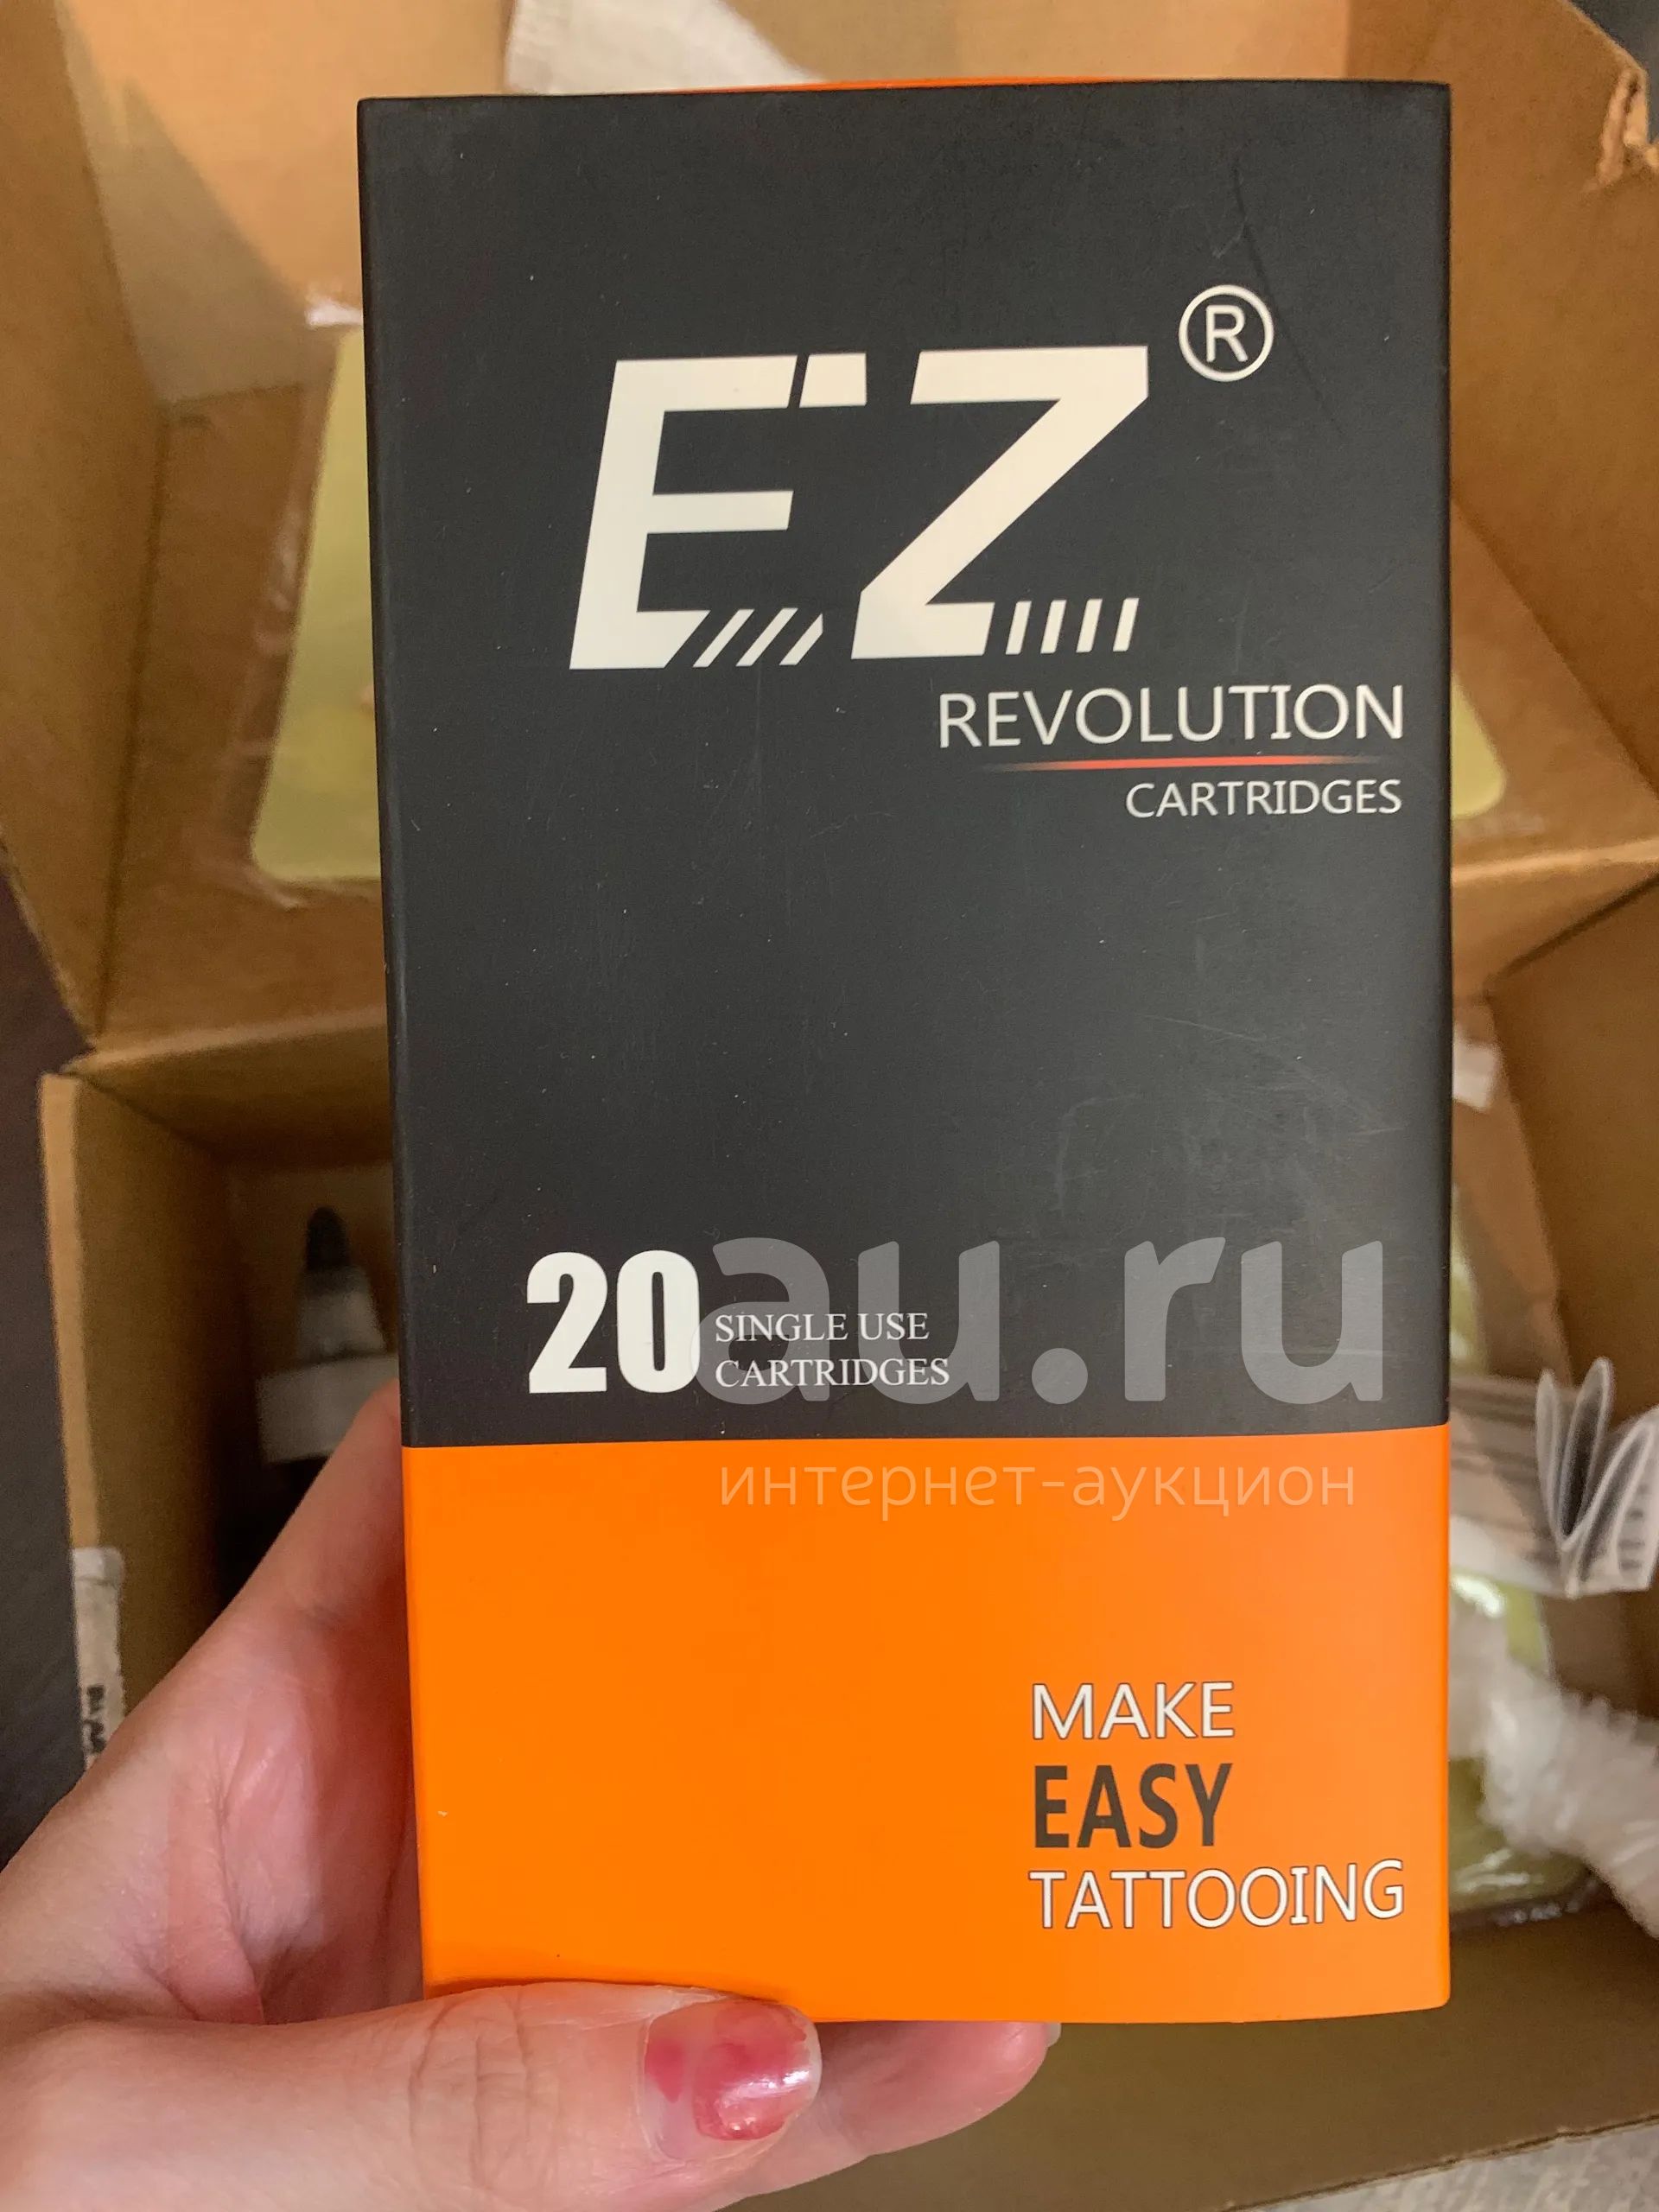 EZ®
REVOLUTION
CARTRIDGES
20 SINGLE USE
CARTRIDGES
au.ru
интернет-аукцион
MAKE
EASY
TATTOOING